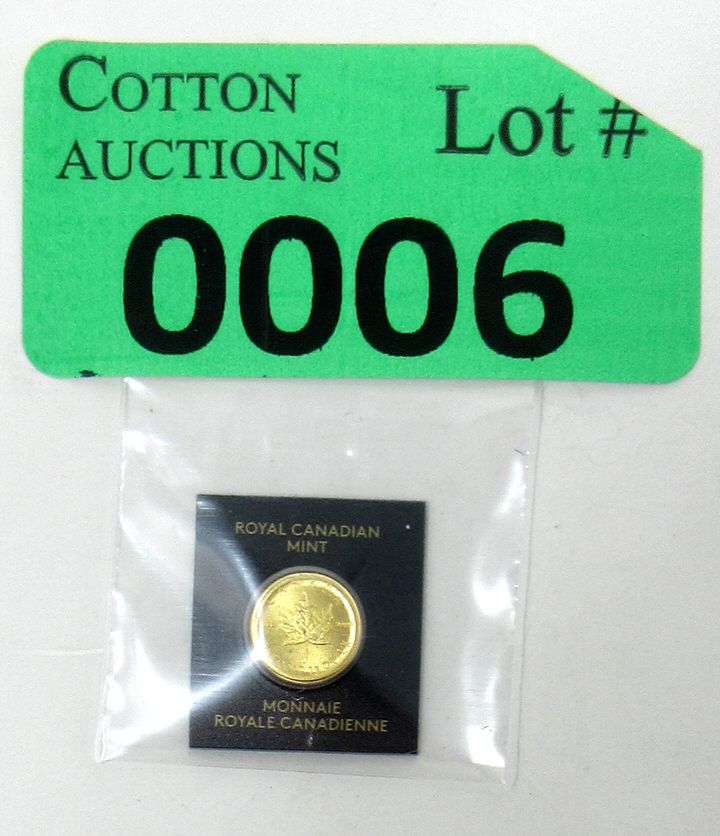 COTTON
AUCTIONS
Lot #
0006
ROYAL CANADIAN
MINT
MONNAIE
ROYALE CANADIENNE